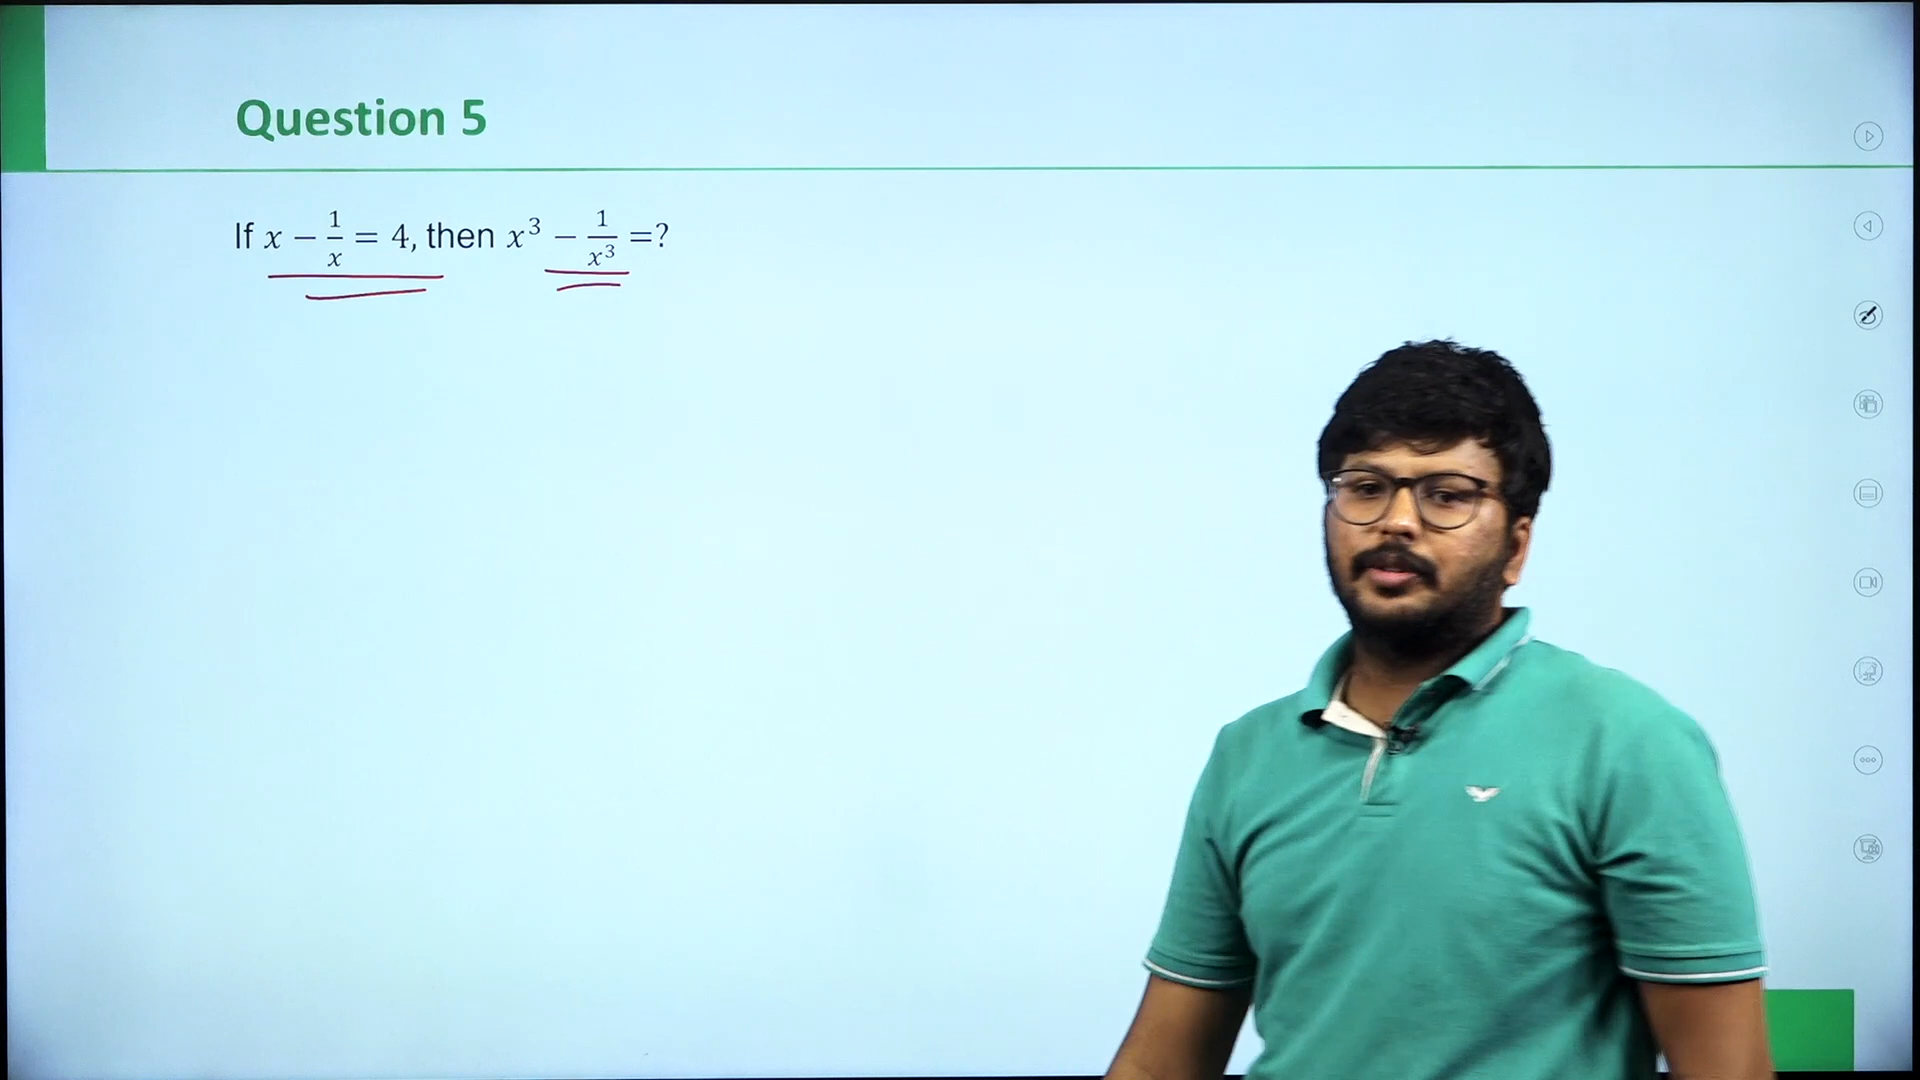 Question 5
If x − 1/x = 4, then x³ − 1/x³ =?